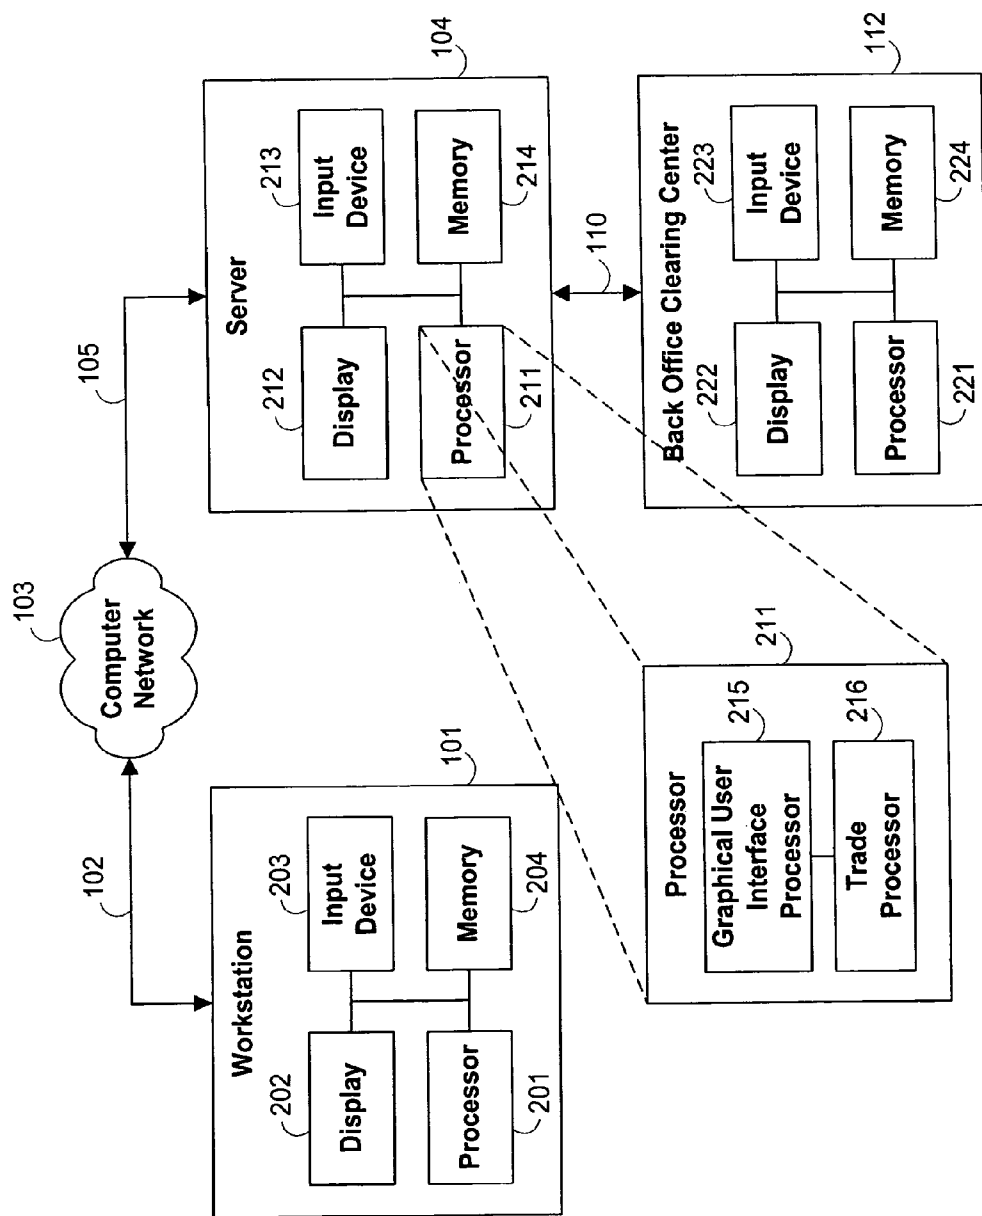 103
Computer
Network
102
105
101
Workstation
202
Display
203
Input
Device
Processor
201
Memory
204
104
Server
212
Display
213
Input
Device
Processor
211
Memory
214
110
211
Processor
215
Graphical User
Interface
Processor
216
Trade
Processor
112
Back Office Clearing Center
222
Display
223
Input
Device
Processor
221
Memory
224